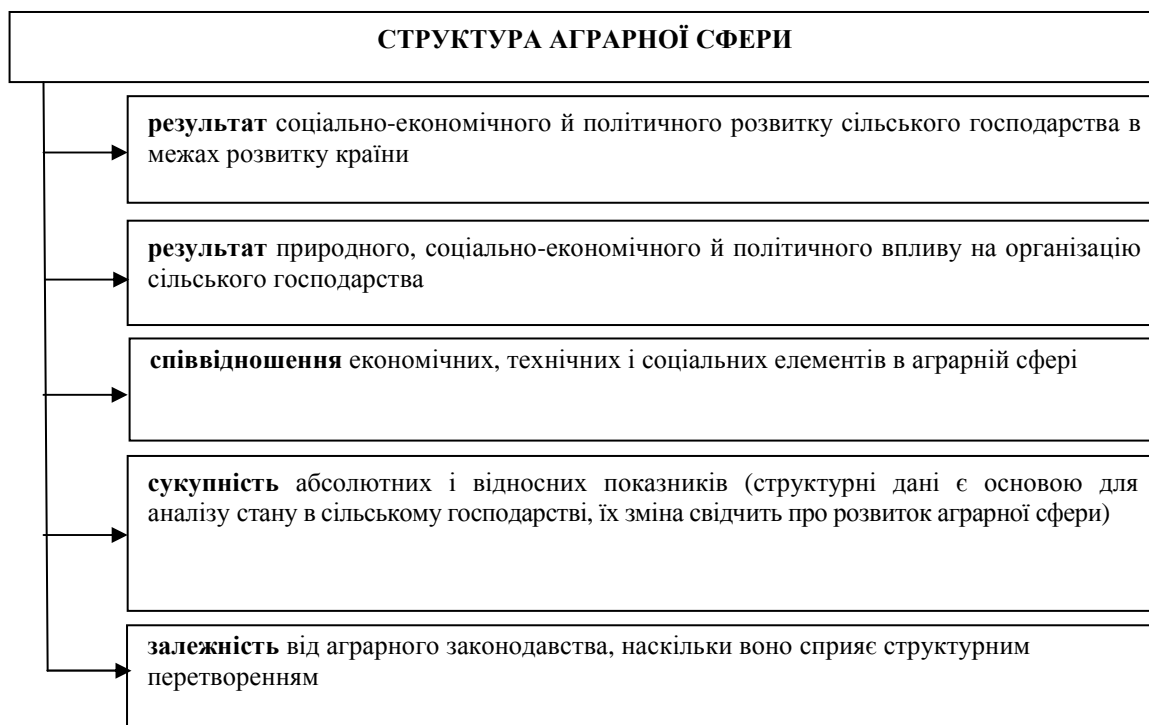 СТРУКТУРА АГРАРНОЇ СФЕРИ
результат соціально-економічного й політичного розвитку сільського господарства в
межах розвитку країни
результат природного, соціально-економічного й політичного впливу на організацію
сільського господарства
співвідношення економічних, технічних і соціальних елементів в аграрній сфері
сукупність абсолютних і відносних показників (структурні дані є основою для
аналізу стану в сільському господарстві, їх зміна свідчить про розвиток аграрної сфери)
залежність від аграрного законодавства, наскільки воно сприяє структурним
перетворенням